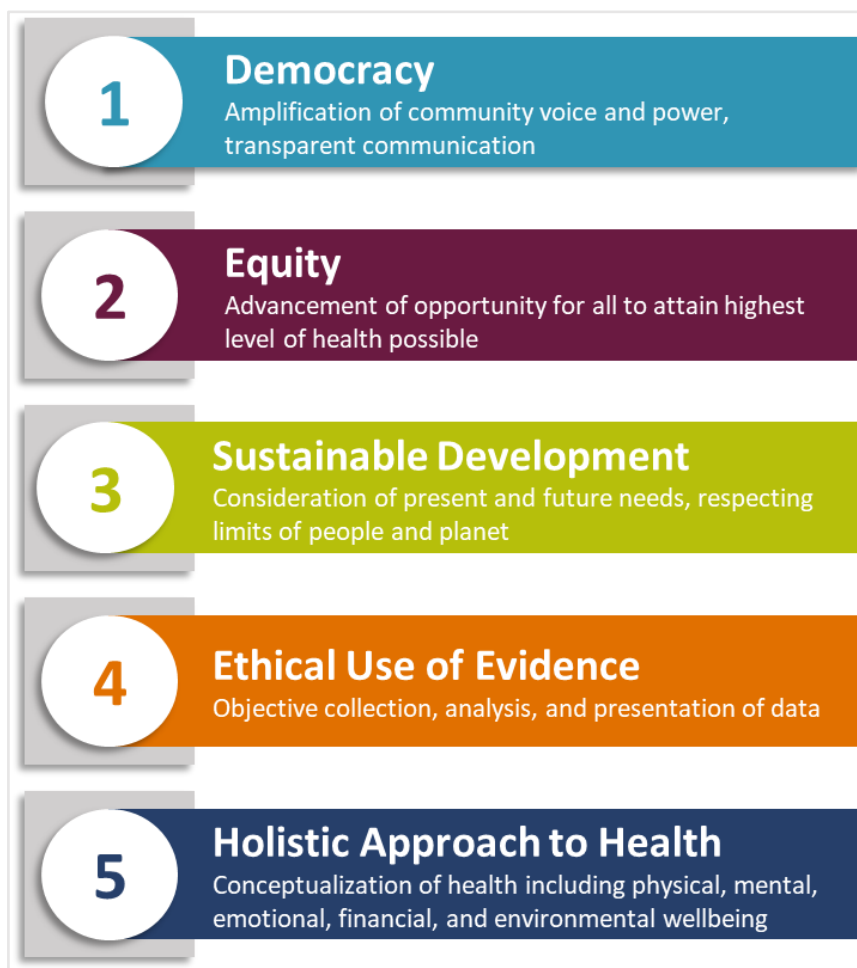 1
Democracy
Amplification of community voice and power,
transparent communication
2
Equity
Advancement of opportunity for all to attain highest
level of health possible
3
Sustainable Development
Consideration of present and future needs, respecting
limits of people and planet
4
Ethical Use of Evidence
Objective collection, analysis, and presentation of data
5
Holistic Approach to Health
Conceptualization of health including physical, mental,
emotional, financial, and environmental wellbeing